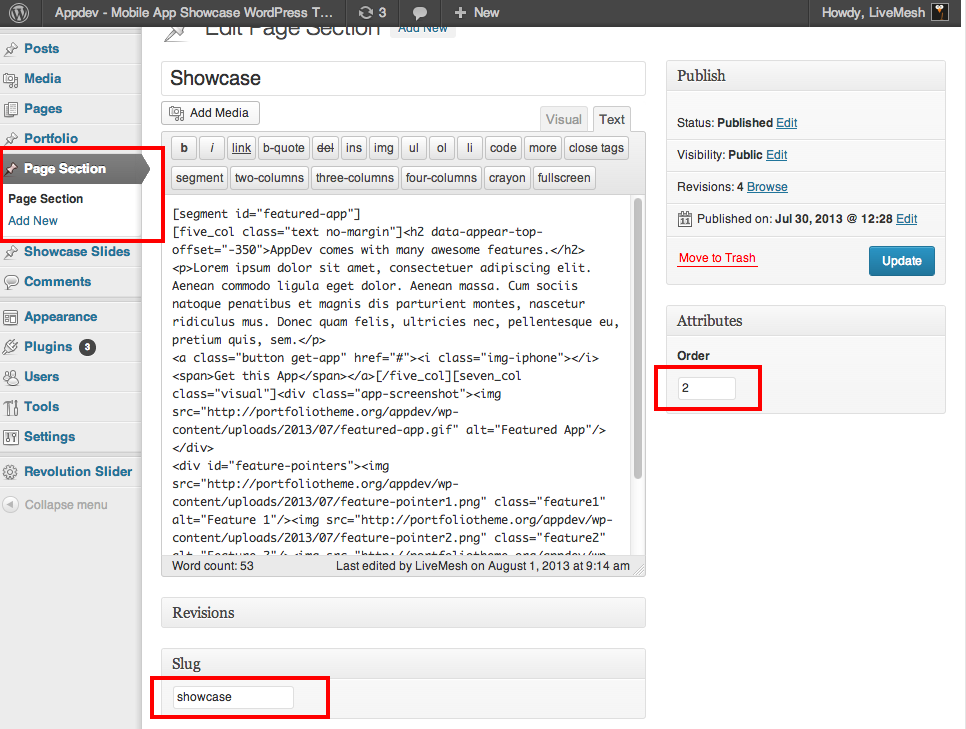 Appdev - Mobile App Showcase WordPress T... 3 + New Howdy, LiveMesh
Posts
Media
Pages
Portfolio
Page Section
Page Section
Add New
Showcase Slides
Comments
Appearance
Plugins 3
Users
Tools
Settings
Revolution Slider
Collapse menu
Edit Page Section Add New
Showcase
Add Media
Visual Text
b i link b-quote del ins img ul ol li code more close tags
segment two-columns three-columns four-columns crayon fullscreen
[segment id="featured-app"]
[five_col class="text no-margin"]<h2 data-appear-top-
offset="-350">AppDev comes with many awesome features.</h2>
<p>Lorem ipsum dolor sit amet, consectetuer adipiscing elit.
Aenean commodo ligula eget dolor. Aenean massa. Cum sociis
natoque penatibus et magnis dis parturient montes, nascetur
ridiculus mus. Donec quam felis, ultricies nec, pellentesque eu,
pretium quis, sem.</p>
<a class="button get-app" href="#"><i class="img-iphone"></i>
<span>Get this App</span></a>[/five_col][seven_col
class="visual"]<div class="app-screenshot"><img
src="http://portfoliotheme.org/appdev/wp-
content/uploads/2013/07/featured-app.gif" alt="Featured App"/>
</div>
<div id="feature-pointers"><img
src="http://portfoliotheme.org/appdev/wp-
content/uploads/2013/07/feature-pointer1.png" class="feature1"
alt="Feature 1"/><img src="http://portfoliotheme.org/appdev/wp-
content/uploads/2013/07/feature-pointer2.png" class="feature2"
alt="Feature 2"/><img src="http://portfoliotheme.org/appdev/wp-
Word count: 53 Last edited by LiveMesh on August 1, 2013 at 9:14 am
Revisions
Slug
showcase
Publish
Status: Published Edit
Visibility: Public Edit
Revisions: 4 Browse
11 Published on: Jul 30, 2013 @ 12:28 Edit
Move to Trash Update
Attributes
Order
2